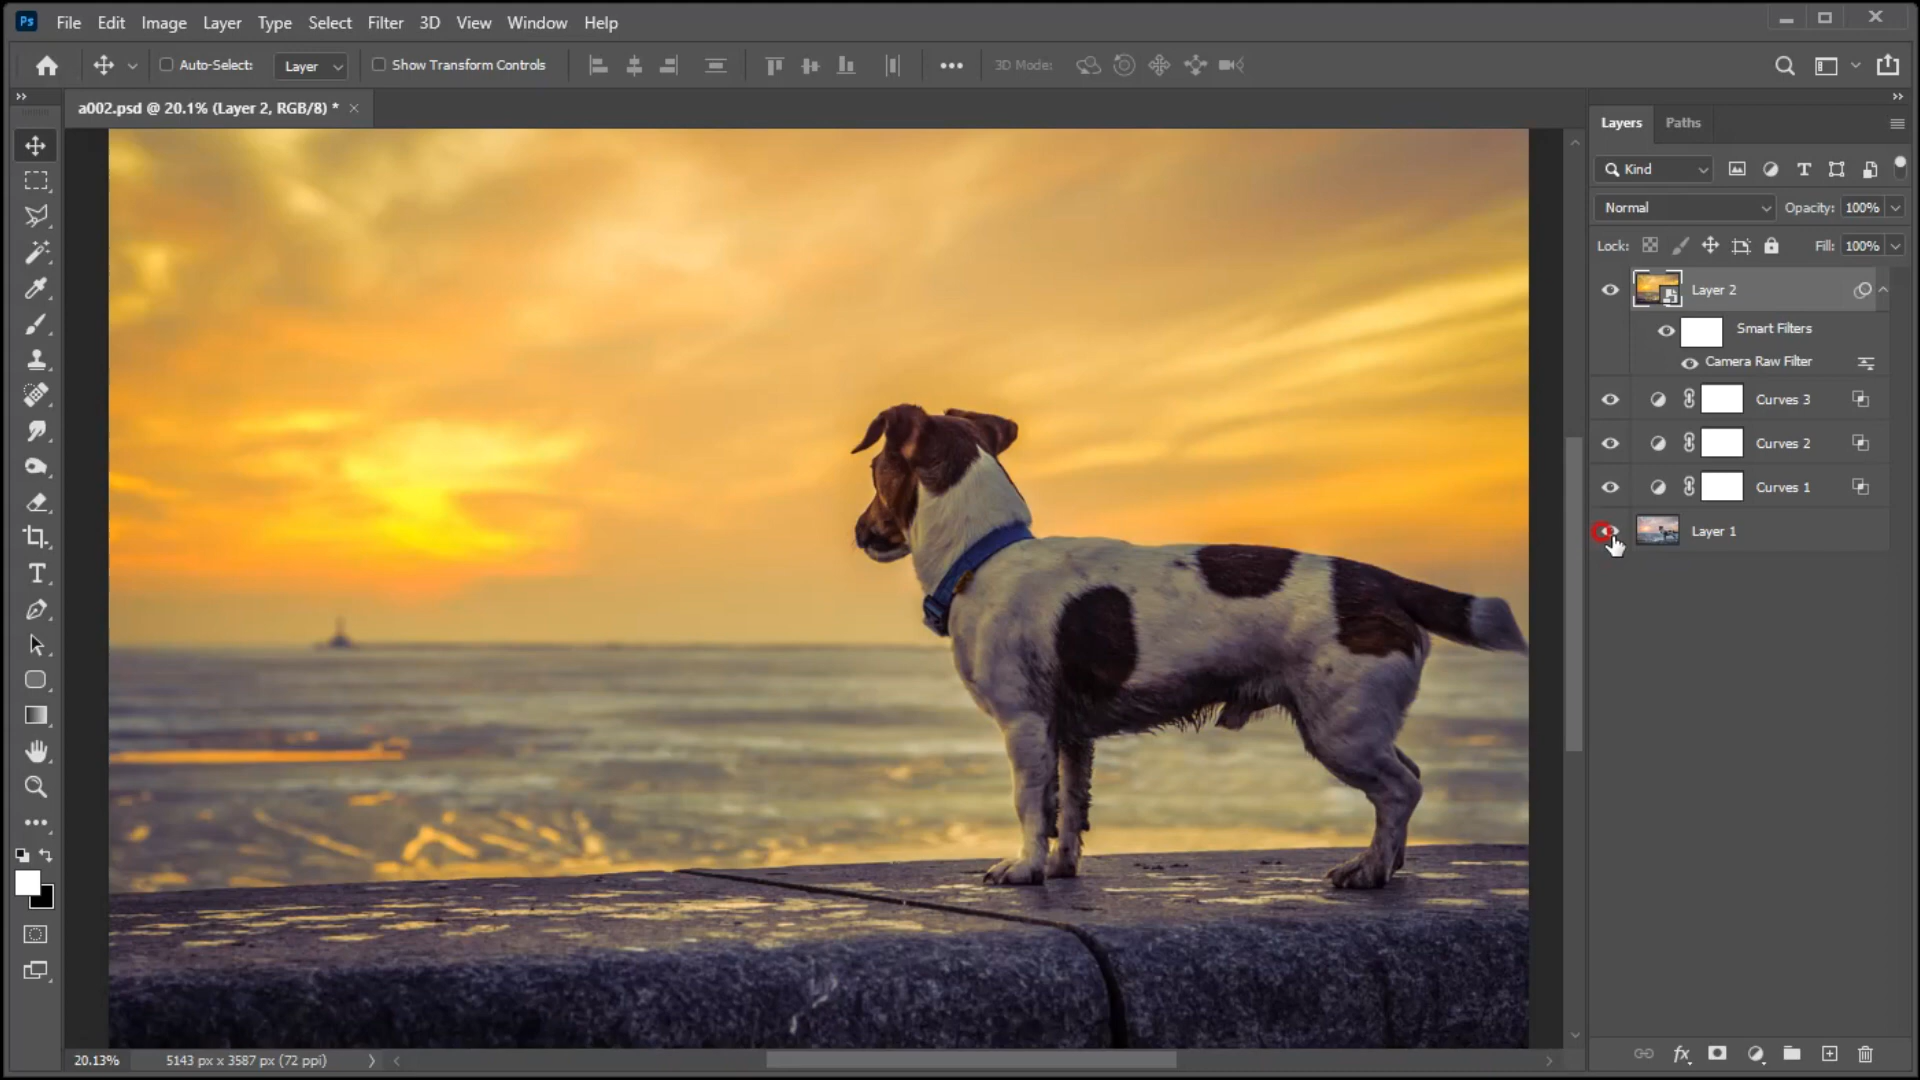 Ps File Edit Image Layer Type Select Filter 3D View Window Help
Auto-Select: Layer Show Transform Controls 3D Mode:
a002.psd @ 20.1% (Layer 2, RGB/8) *
Layers Paths
Kind
Normal Opacity: 100%
Lock: Fill: 100%
Layer 2
Smart Filters
Camera Raw Filter
Curves 3
Curves 2
Curves 1
Layer 1
20.13% 5143 px x 3587 px (72 ppi)